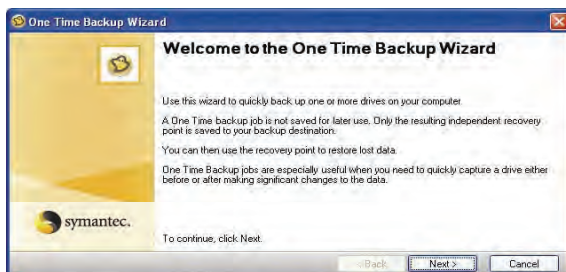 One Time Backup Wizard
Welcome to the One Time Backup Wizard
Use this wizard to quickly back up one or more drives on your computer.
A One Time backup job is not saved for later use. Only the resulting independent recovery
point is saved to your backup destination.
You can then use the recovery point to restore lost data.
One Time Backup jobs are especially useful when you need to quickly capture a drive either
before or after making significant changes to the data.
symantec.
To continue, click Next.
Back Next > Cancel